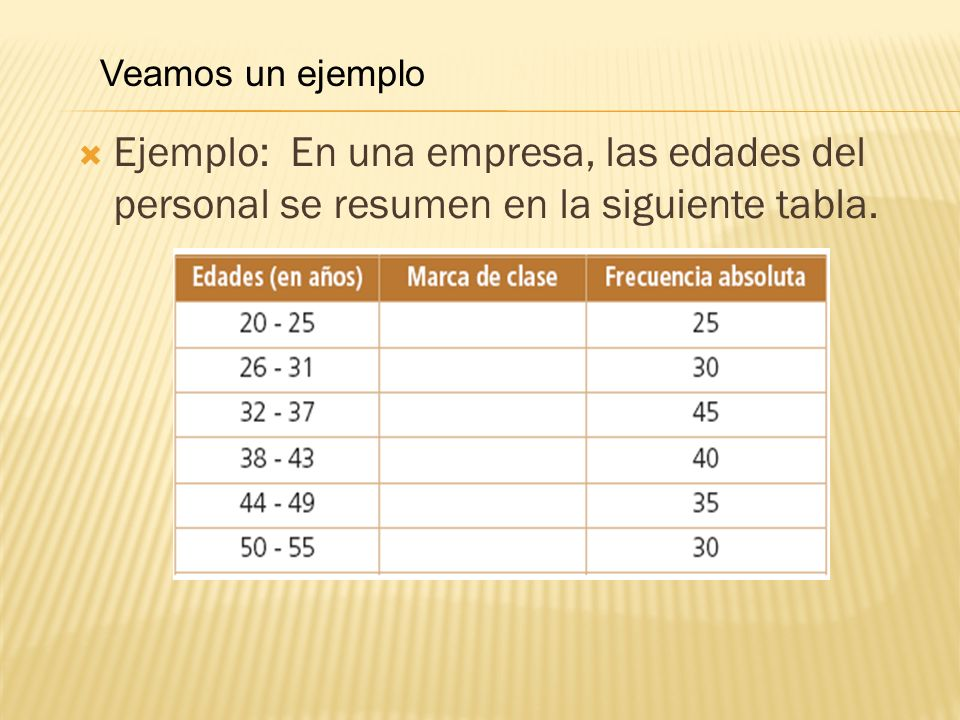 Veamos un ejemplo
Ejemplo: En una empresa, las edades del
personal se resumen en la siguiente tabla.
Edades (en años) Marca de clase Frecuencia absoluta
20 - 25 25
26 - 31 30
32 - 37 45
38 - 43 40
44 - 49 35
50 - 55 30